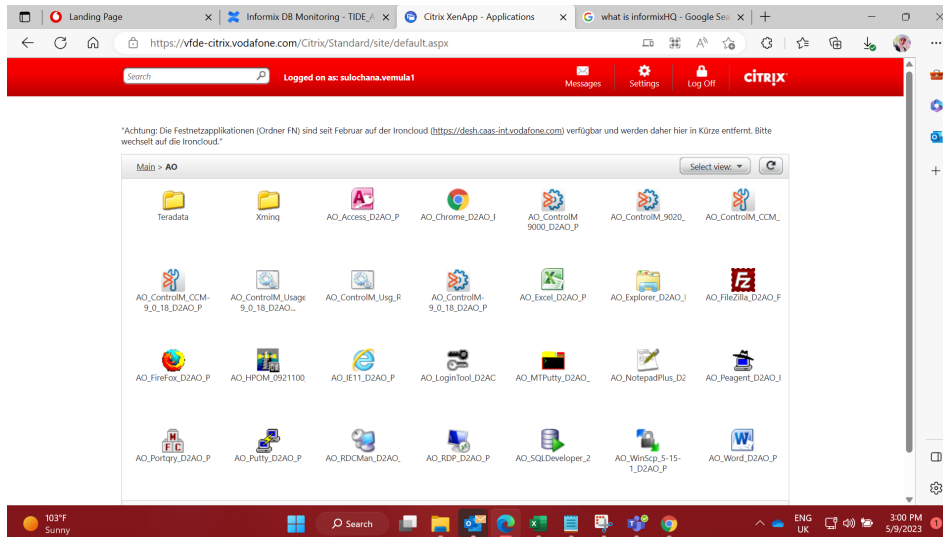 Landing Page
Informix DB Monitoring - TIDE_A
Citrix XenApp - Applications
what is informixHQ - Google Sea
https://vfde-citrix.vodafone.com/Citrix/Standard/site/default.aspx
Search
Logged on as: sulochana.vemula1
Messages
Settings
Log Off
CITRIX
"Achtung: Die Festnetzapplikationen (Ordner FN) sind seit Februar auf der Ironcloud (https://desh.caas-int.vodafone.com) verfügbar und werden daher hier in Kürze entfernt. Bitte
wechselt auf die Ironcloud."
Main > AO
Select view:
Teradata
Xming
AO_Access_D2AO_P
AO_Chrome_D2AO_I
AO_ControlM
9000_D2AO_P
AO_ControlM_9020_
AO_ControlM_CCM_
AO_ControlM_CCM-
9_0_18_D2AO_P
AO_ControlM_Usage
9_0_18_D2AO...
AO_ControlM_Usg_R
AO_ControlM-
9_0_18_D2AO_P
AO_Excel_D2AO_P
AO_Explorer_D2AO_I
AO_FileZilla_D2AO_F
AO_FireFox_D2AO_P
AO_HPOM_0921100
AO_IE11_D2AO_P
AO_LoginTool_D2AC
AO_MTPutty_D2AO_
AO_NotepadPlus_D2
AO_Peagent_D2AO_I
AO_Portqry_D2AO_P
AO_Putty_D2AO_P
AO_RDCMan_D2AO_
AO_RDP_D2AO_P
AO_SQLDeveloper_2
AO_WinScp_5-15-
1_D2AO_P
AO_Word_D2AO_P
103°F
Sunny
Search
ENG
UK
3:00 PM
5/9/2023
1